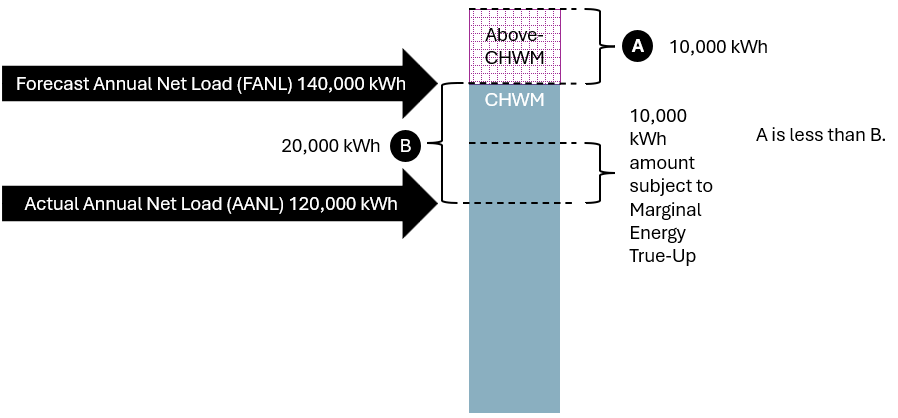 Above-
CHWM
A 10,000 kWh
Forecast Annual Net Load (FANL) 140,000 kWh
CHWM
20,000 kWh B
10,000
kWh
amount
subject to
Marginal
Energy
True-Up
A is less than B.
Actual Annual Net Load (AANL) 120,000 kWh